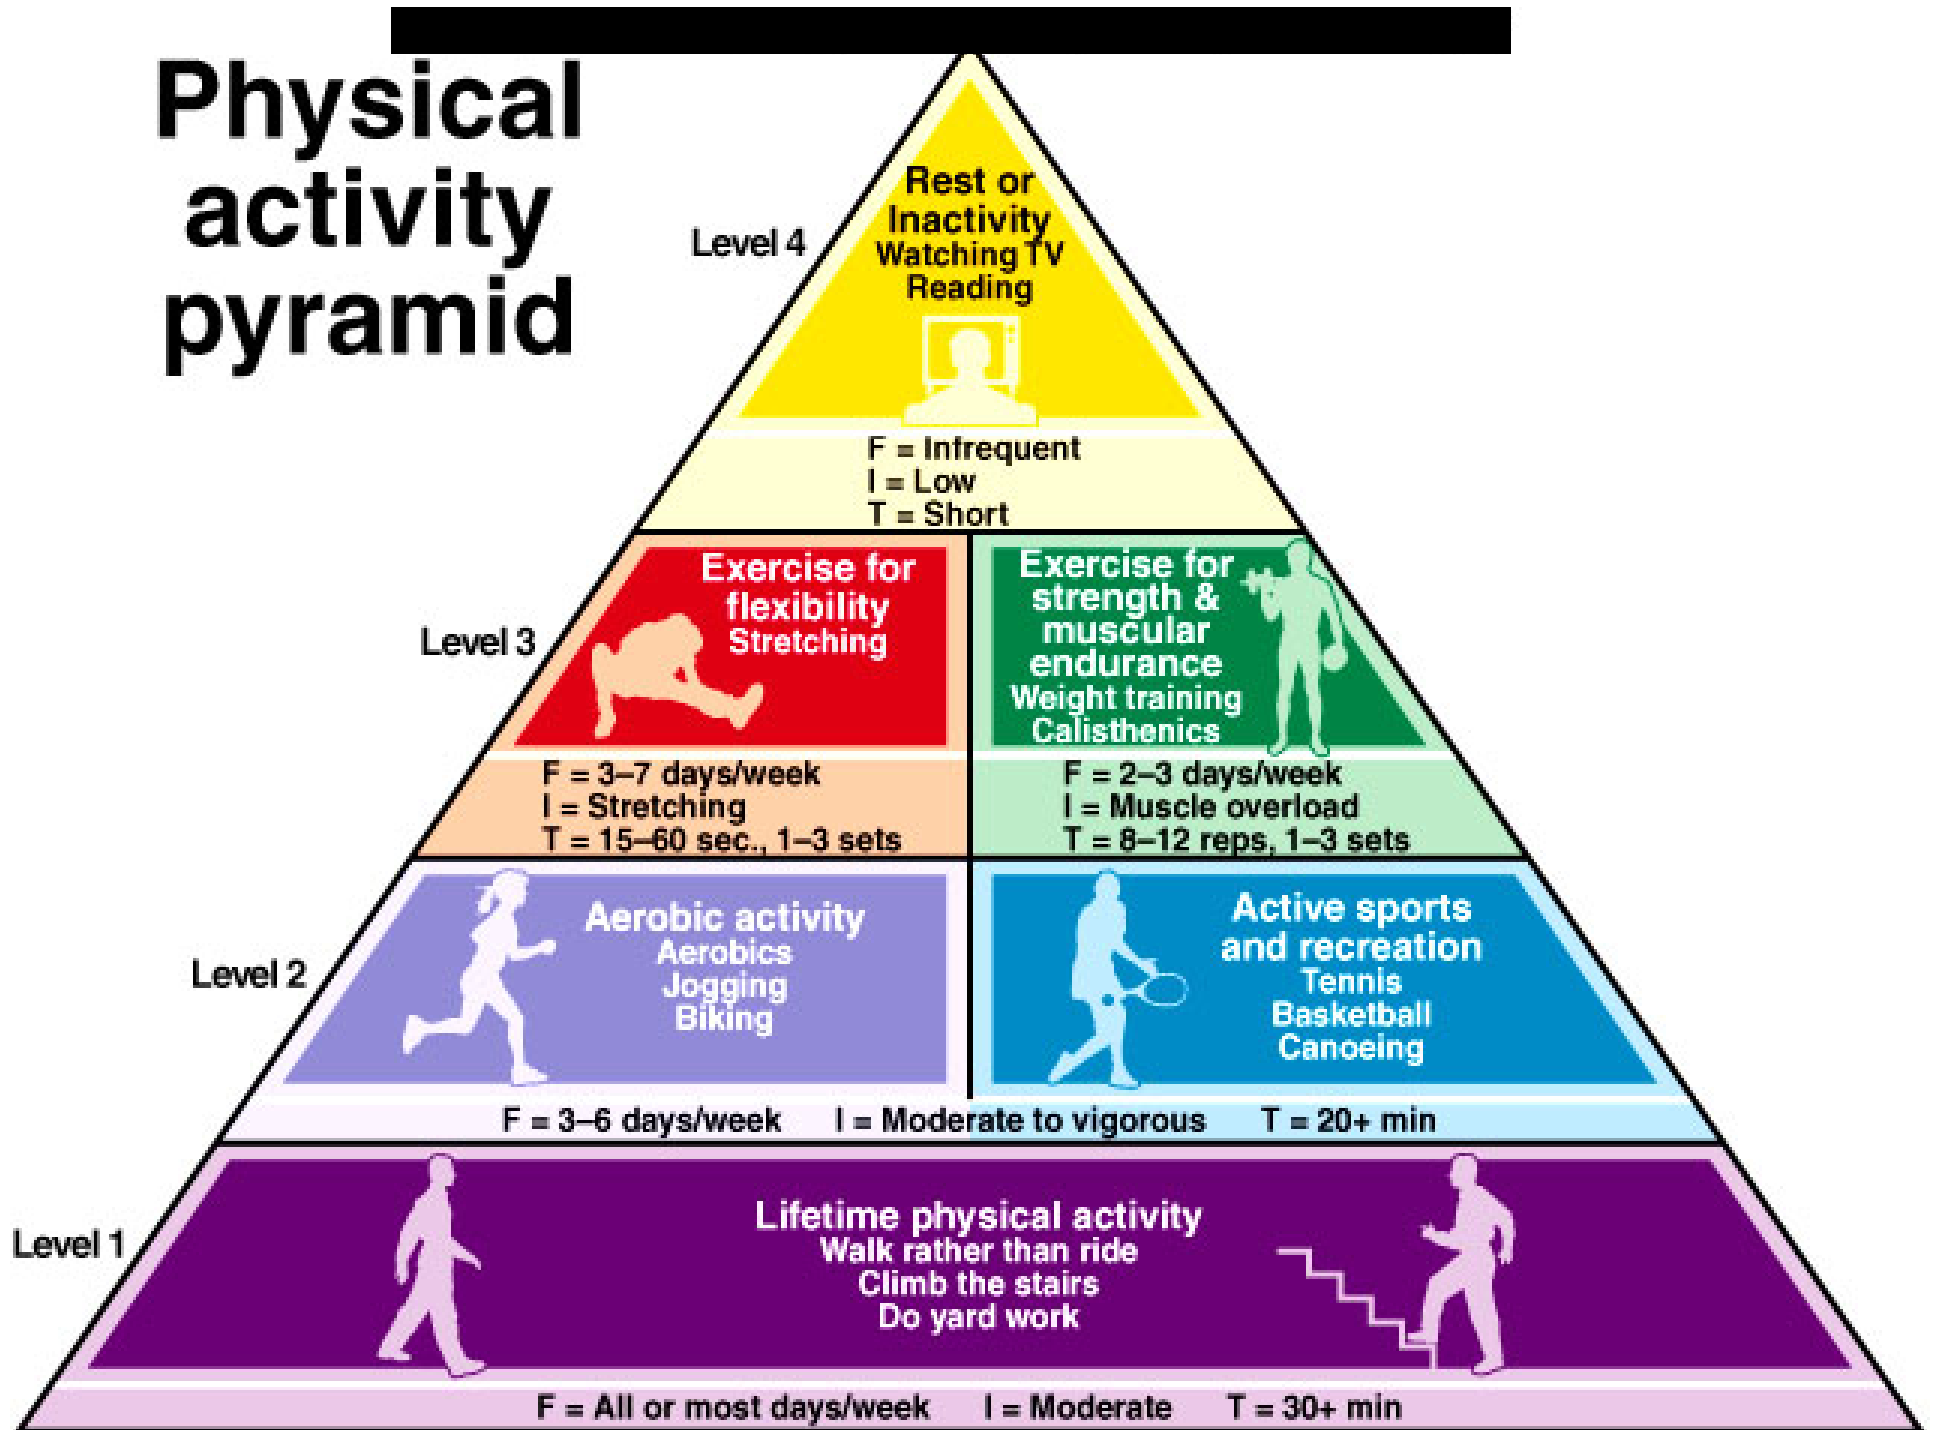 Physical
activity
pyramid
Level 4
Rest or
Inactivity
Watching TV
Reading
F = Infrequent
I = Low
T = Short
Level 3
Exercise for
flexibility
Stretching
F = 3–7 days/week
I = Stretching
T = 15–60 sec., 1–3 sets
Exercise for
strength &
muscular
endurance
Weight training
Calisthenics
F = 2–3 days/week
I = Muscle overload
T = 8–12 reps, 1–3 sets
Level 2
Aerobic activity
Aerobics
Jogging
Biking
Active sports
and recreation
Tennis
Basketball
Canoeing
F = 3–6 days/week I = Moderate to vigorous T = 20+ min
Level 1
Lifetime physical activity
Walk rather than ride
Climb the stairs
Do yard work
F = All or most days/week I = Moderate T = 30+ min